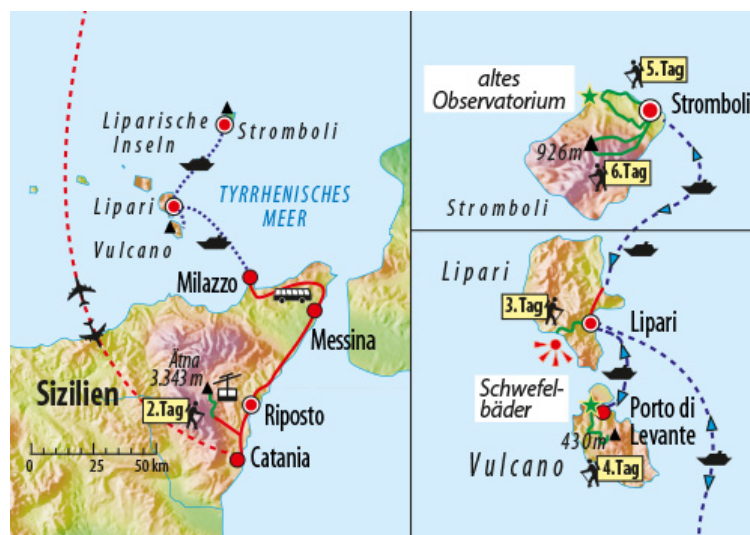 Liparische
Inseln
Stromboli
Lipari
TYRRHENISCHES
MEER
Vulcano
Milazzo
Messina
Ätna
3.343 m
Sizilien
2.Tag
Riposto
0 25 50 km
Catania
5.Tag
altes
Observatorium
Stromboli
926m
6.Tag
Stromboli
Lipari
3.Tag
Lipari
Schwefel-
bäder
Porto di
Levante
430m
Vulcano
4.Tag